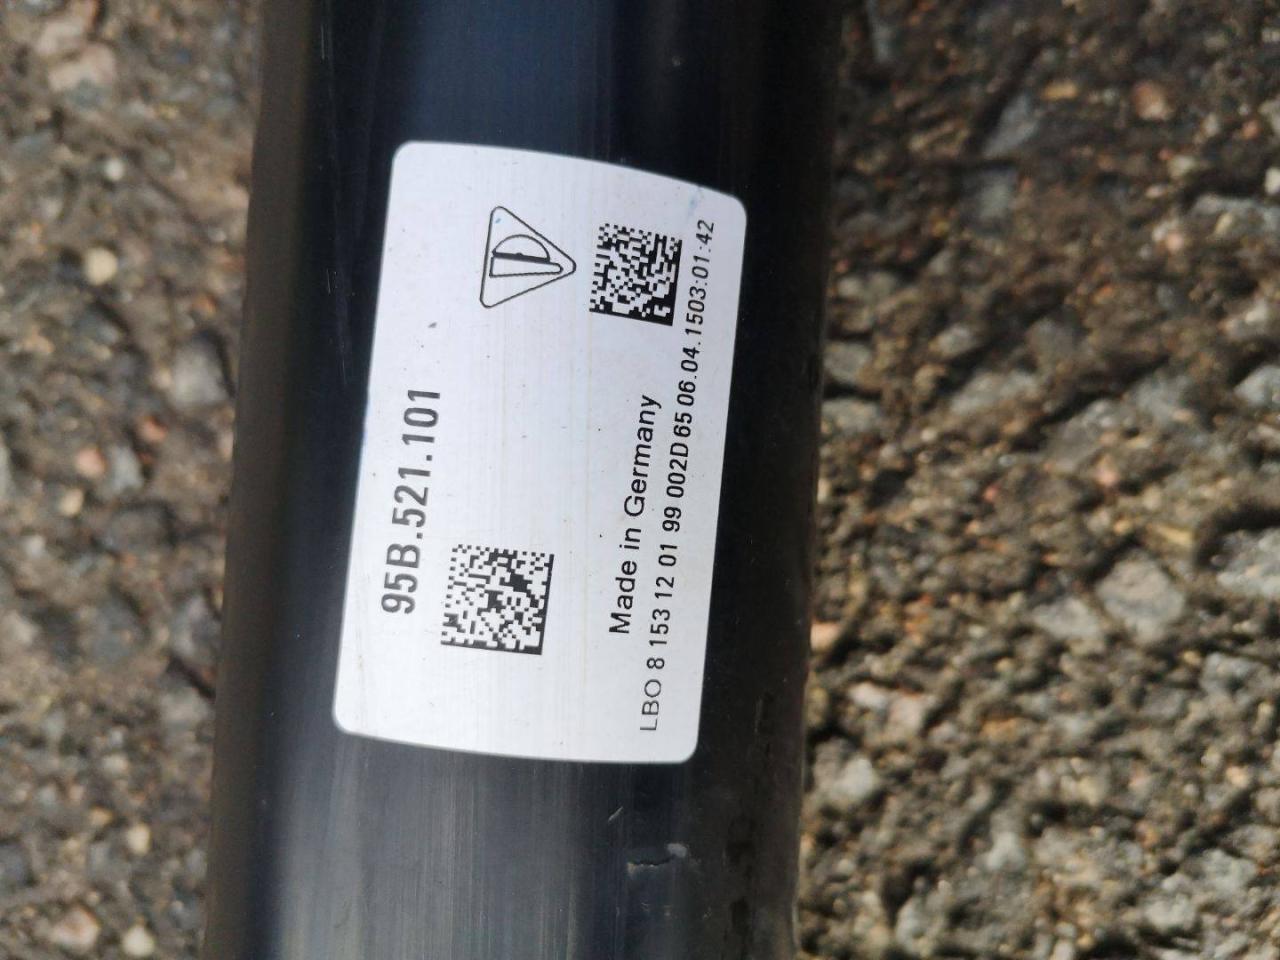 95B.521.101
Made in Germany
LBO 8 153 12 01 99 002D 65 06.04.1503:01:42